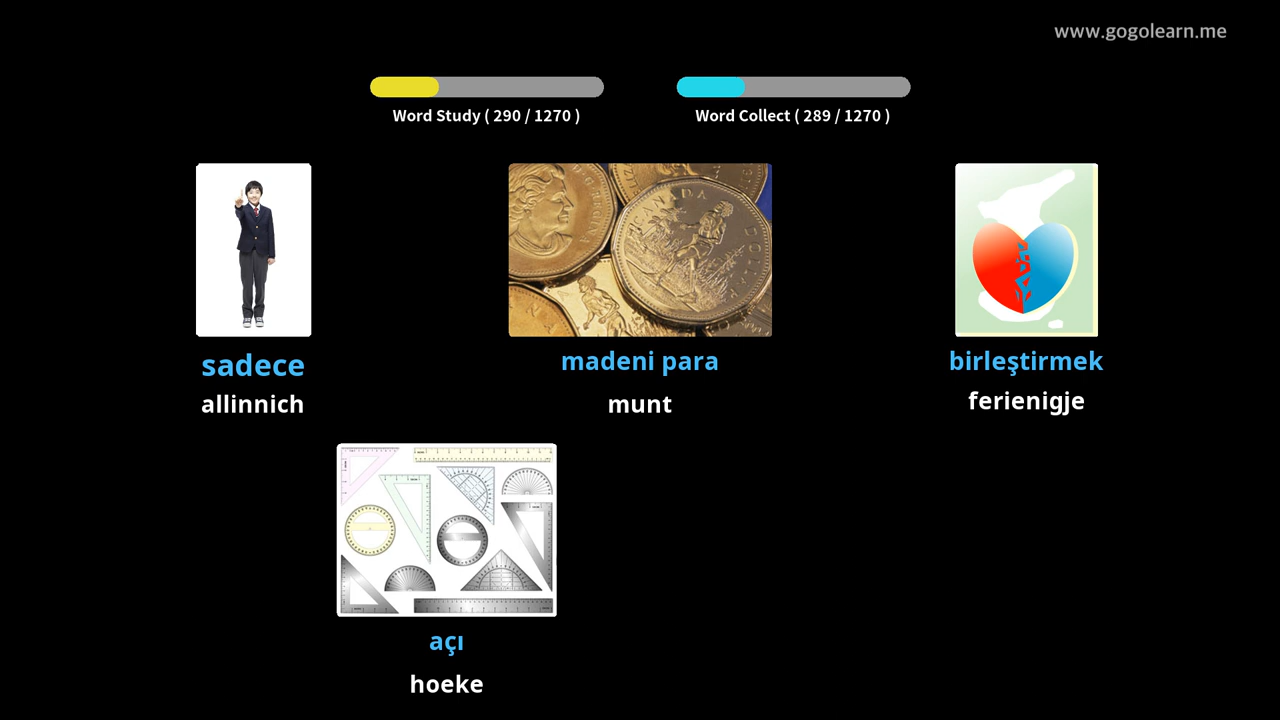 www.gogolearn.me
Word Study ( 290 / 1270 )
Word Collect ( 289 / 1270 )
sadece
allinnich
madeni para
munt
birleştirmek
ferienigje
açı
hoeke